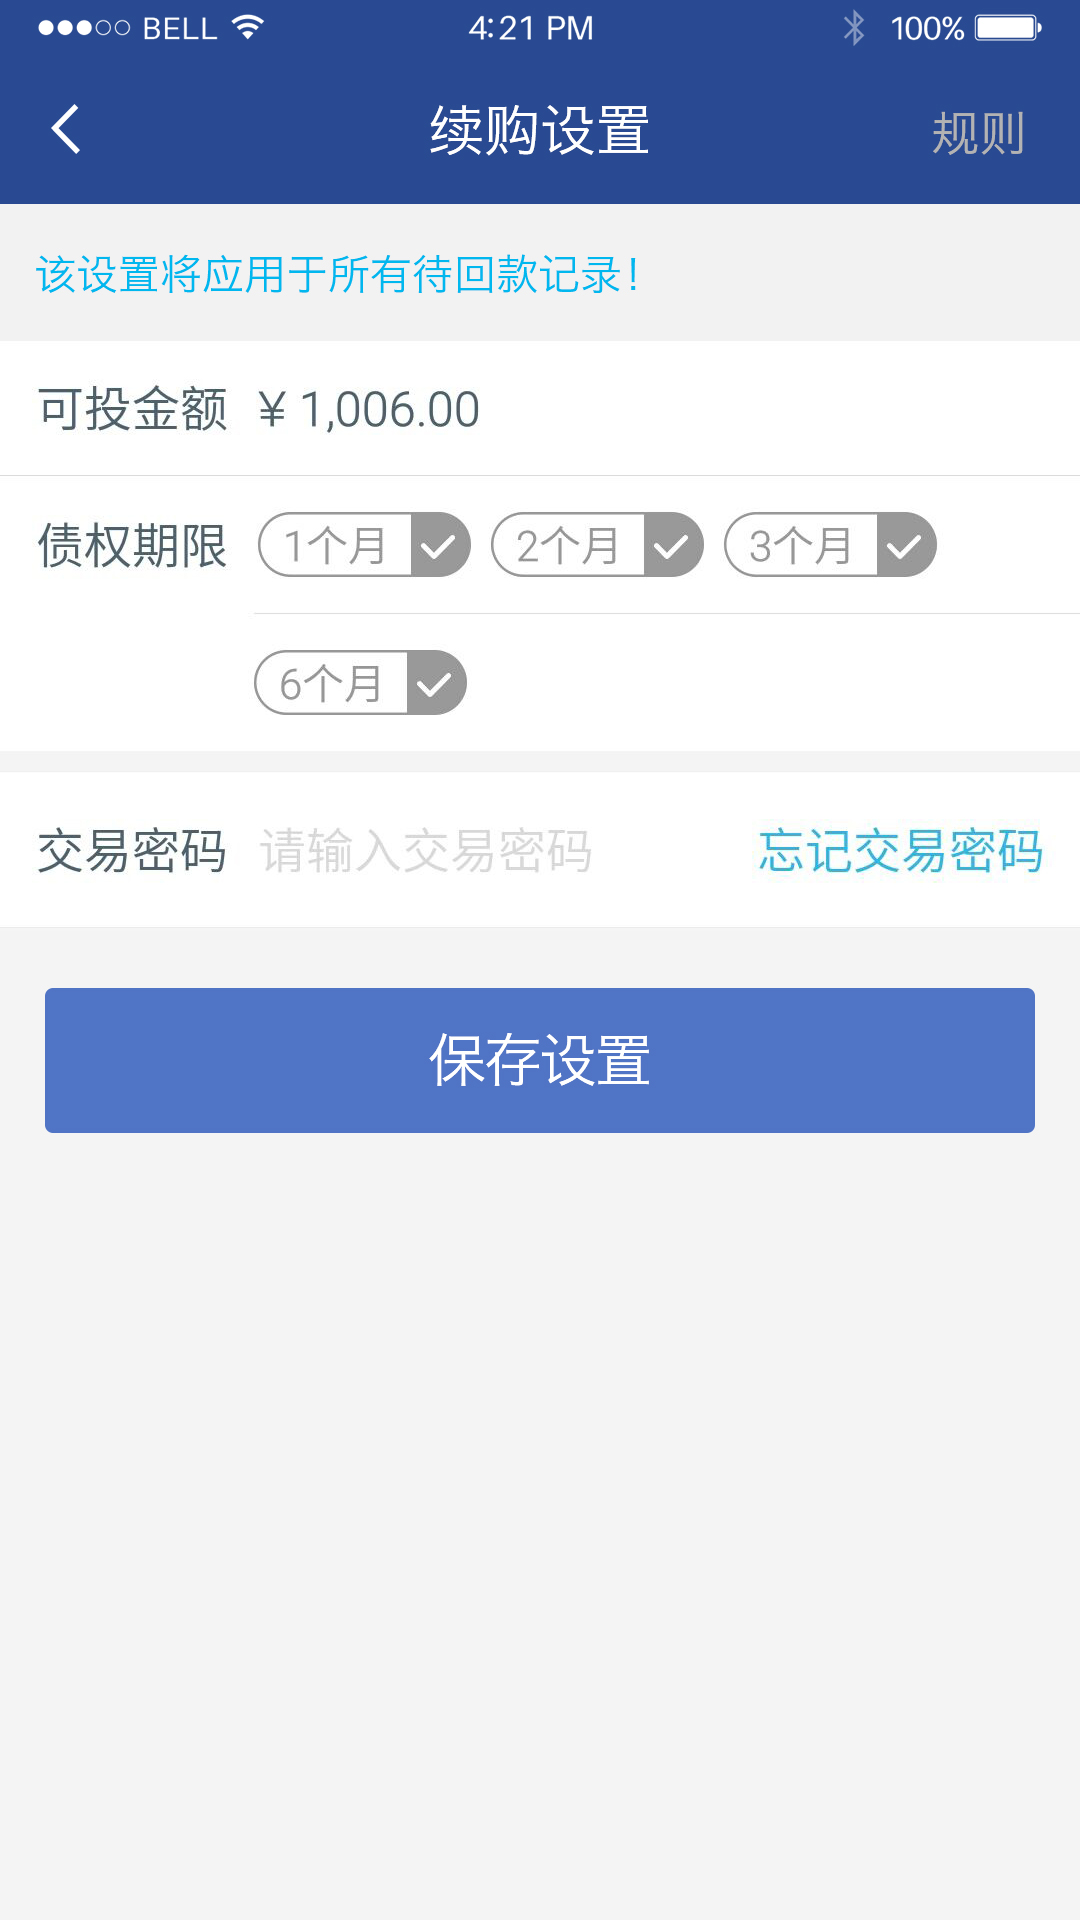 BELL 4:21 PM 100%
续购设置 规则
该设置将应用于所有待回款记录！
可投金额 ¥ 1,006.00
债权期限 1个月 2个月 3个月
6个月
交易密码 请输入交易密码 忘记交易密码
保存设置